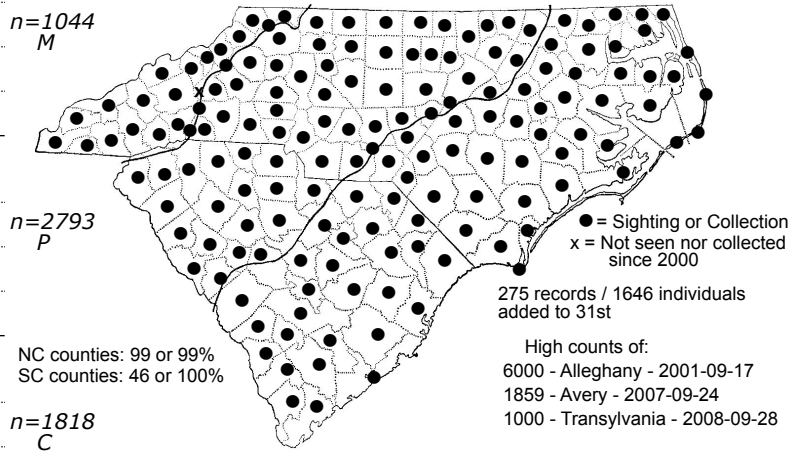 n=1044
M
n=2793
P
n=1818
C
x
● = Sighting or Collection
x = Not seen nor collected
since 2000
275 records / 1646 individuals
added to 31st
NC counties: 99 or 99%
SC counties: 46 or 100%
High counts of:
6000 - Alleghany - 2001-09-17
1859 - Avery - 2007-09-24
1000 - Transylvania - 2008-09-28